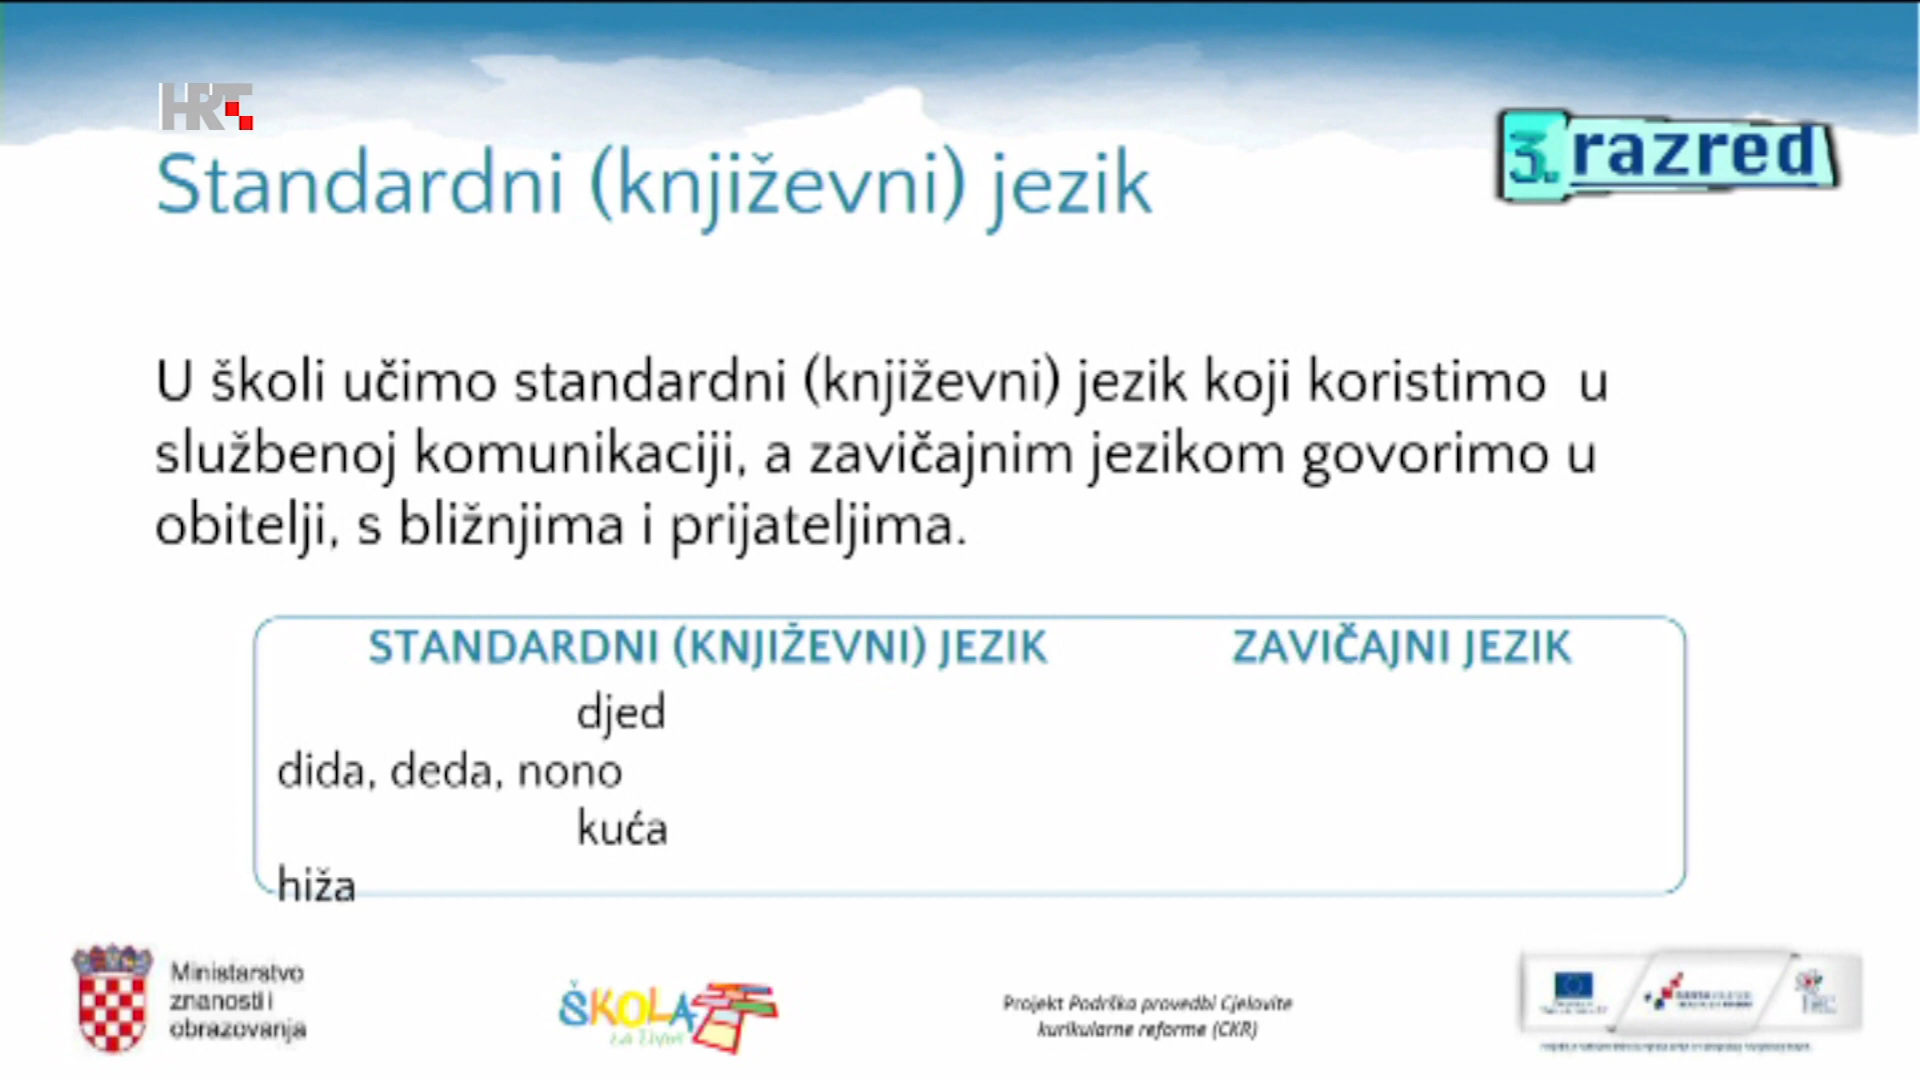 HRT
3. razred
Standardni (književni) jezik
U školi učimo standardni (književni) jezik koji koristimo u
službenoj komunikaciji, a zavičajnim jezikom govorimo u
obitelji, s bližnjima i prijateljima.
STANDARDNI (KNJIŽEVNI) JEZIK ZAVIČAJNI JEZIK
djed
dida, deda, nono
kuća
hiža
Ministarstvo
znanosti i
obrazovanja
ŠKOLA
za život
Projekt Podrška provedbi Cjelovite
kurikularne reforme (CKR)